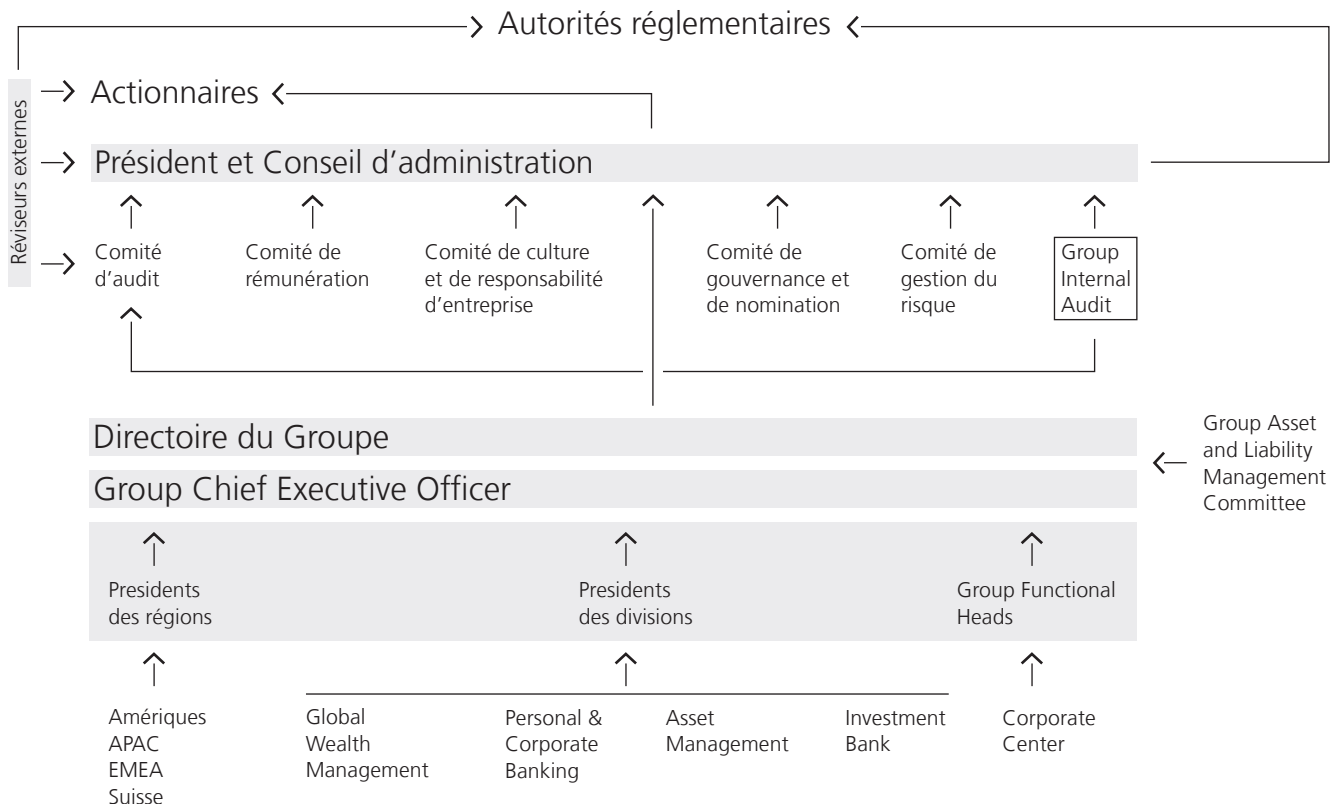 Autorités réglementaires
Réviseurs externes
Actionnaires
Président et Conseil d'administration
Comité
d'audit
Comité de
rémunération
Comité de culture
et de responsabilité
d'entreprise
Comité de
gouvernance et
de nomination
Comité de
gestion du
risque
Group
Internal
Audit
Directoire du Groupe
Group Chief Executive Officer
Group Asset
and Liability
Management
Committee
Presidents
des régions
Presidents
des divisions
Group Functional
Heads
Amériques
APAC
EMEA
Suisse
Global
Wealth
Management
Personal &
Corporate
Banking
Asset
Management
Investment
Bank
Corporate
Center